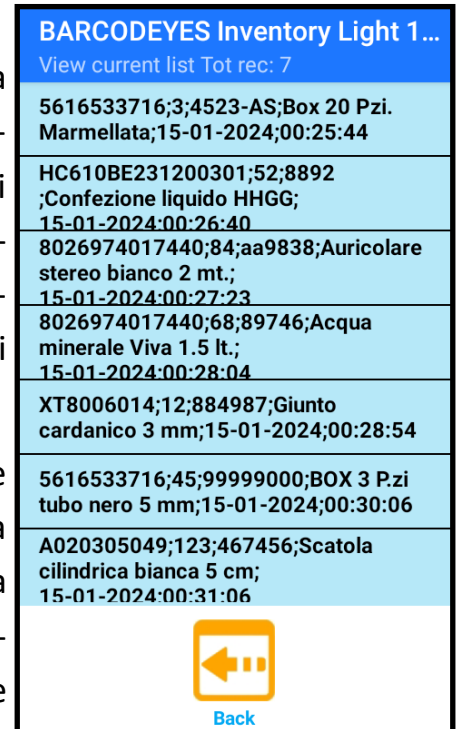 BARCODEYES Inventory Light 1...
View current list Tot rec: 7
5616533716;3;4523-AS;Box 20 Pzi.
Marmellata;15-01-2024;00:25:44
HC610BE231200301;52;8892
;Confezione liquido HHGG;
15-01-2024;00:26:40
8026974017440;84;aa9838;Auricolare
stereo bianco 2 mt.;
15-01-2024;00:27:23
8026974017440;68;89746;Acqua
minerale Viva 1.5 lt.;
15-01-2024;00:28:04
XT8006014;12;884987;Giunto
cardanico 3 mm;15-01-2024;00:28:54
5616533716;45;99999000;BOX 3 P.zi
tubo nero 5 mm;15-01-2024;00:30:06
A020305049;123;467456;Scatola
cilindrica bianca 5 cm;
15-01-2024;00:31:06
Back